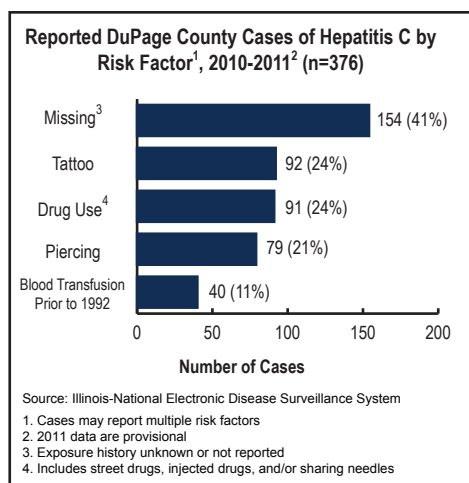 Reported DuPage County Cases of Hepatitis C by
Risk Factor¹, 2010-2011² (n=376)
Missing³
154 (41%)
Tattoo
92 (24%)
Drug Use⁴
91 (24%)
Piercing
79 (21%)
Blood Transfusion
Prior to 1992
40 (11%)
0 50 100 150 200
Number of Cases
Source: Illinois-National Electronic Disease Surveillance System
1. Cases may report multiple risk factors
2. 2011 data are provisional
3. Exposure history unknown or not reported
4. Includes street drugs, injected drugs, and/or sharing needles